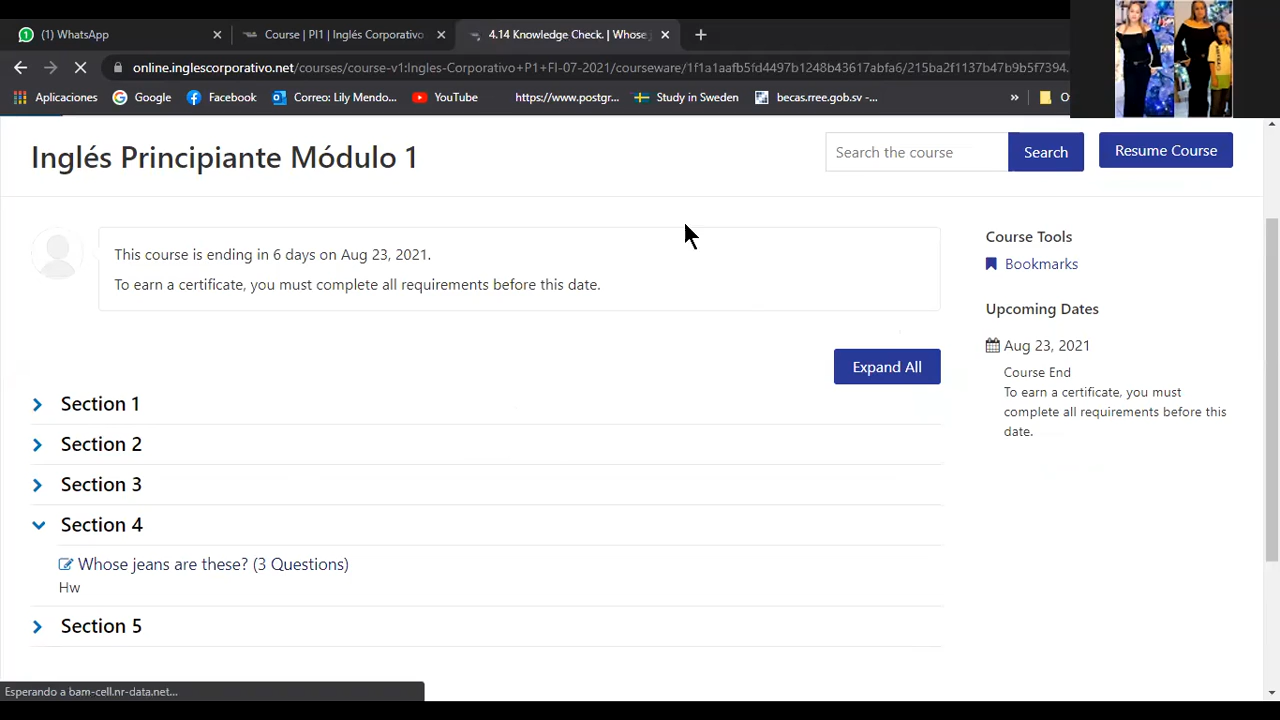 (1) WhatsApp
Course | PI1 | Inglés Corporativo
4.14 Knowledge Check. | Whose
online.inglescorporativo.net/courses/course-v1:Ingles-Corporativo+P1+FI-07-2021/courseware/1f1a1aafb5fd4497b1248b43617abfa6/215ba2f1137b47b9b5f7394...
Aplicaciones
Google
Facebook
Correo: Lily Mendo...
YouTube
https://www.postgr...
Study in Sweden
becas.rree.gob.sv -...
»
Inglés Principiante Módulo 1
Search the course
Search
Resume Course
This course is ending in 6 days on Aug 23, 2021.
To earn a certificate, you must complete all requirements before this date.
Course Tools
Bookmarks
Upcoming Dates
Aug 23, 2021
Course End
To earn a certificate, you must
complete all requirements before this
date.
Expand All
Section 1
Section 2
Section 3
Section 4
Whose jeans are these? (3 Questions)
Hw
Section 5
Esperando a bam-cell.nr-data.net...